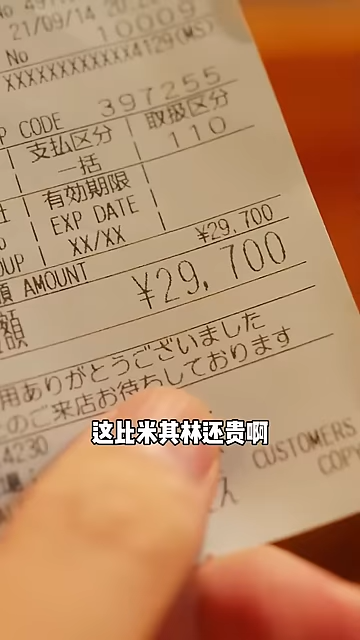 21/09/14
No 10009
XXXXXXXXXXXX4129(MS)
CODE 397255
支払区分 取扱区分
一括 110
有効期限
EXP DATE
XX/XX
¥29,700
AMOUNT ¥29,700
用ありがとうございました
のご来店お待ちしております
4230
这比米其林还贵啊
CUSTOMERS
COPY